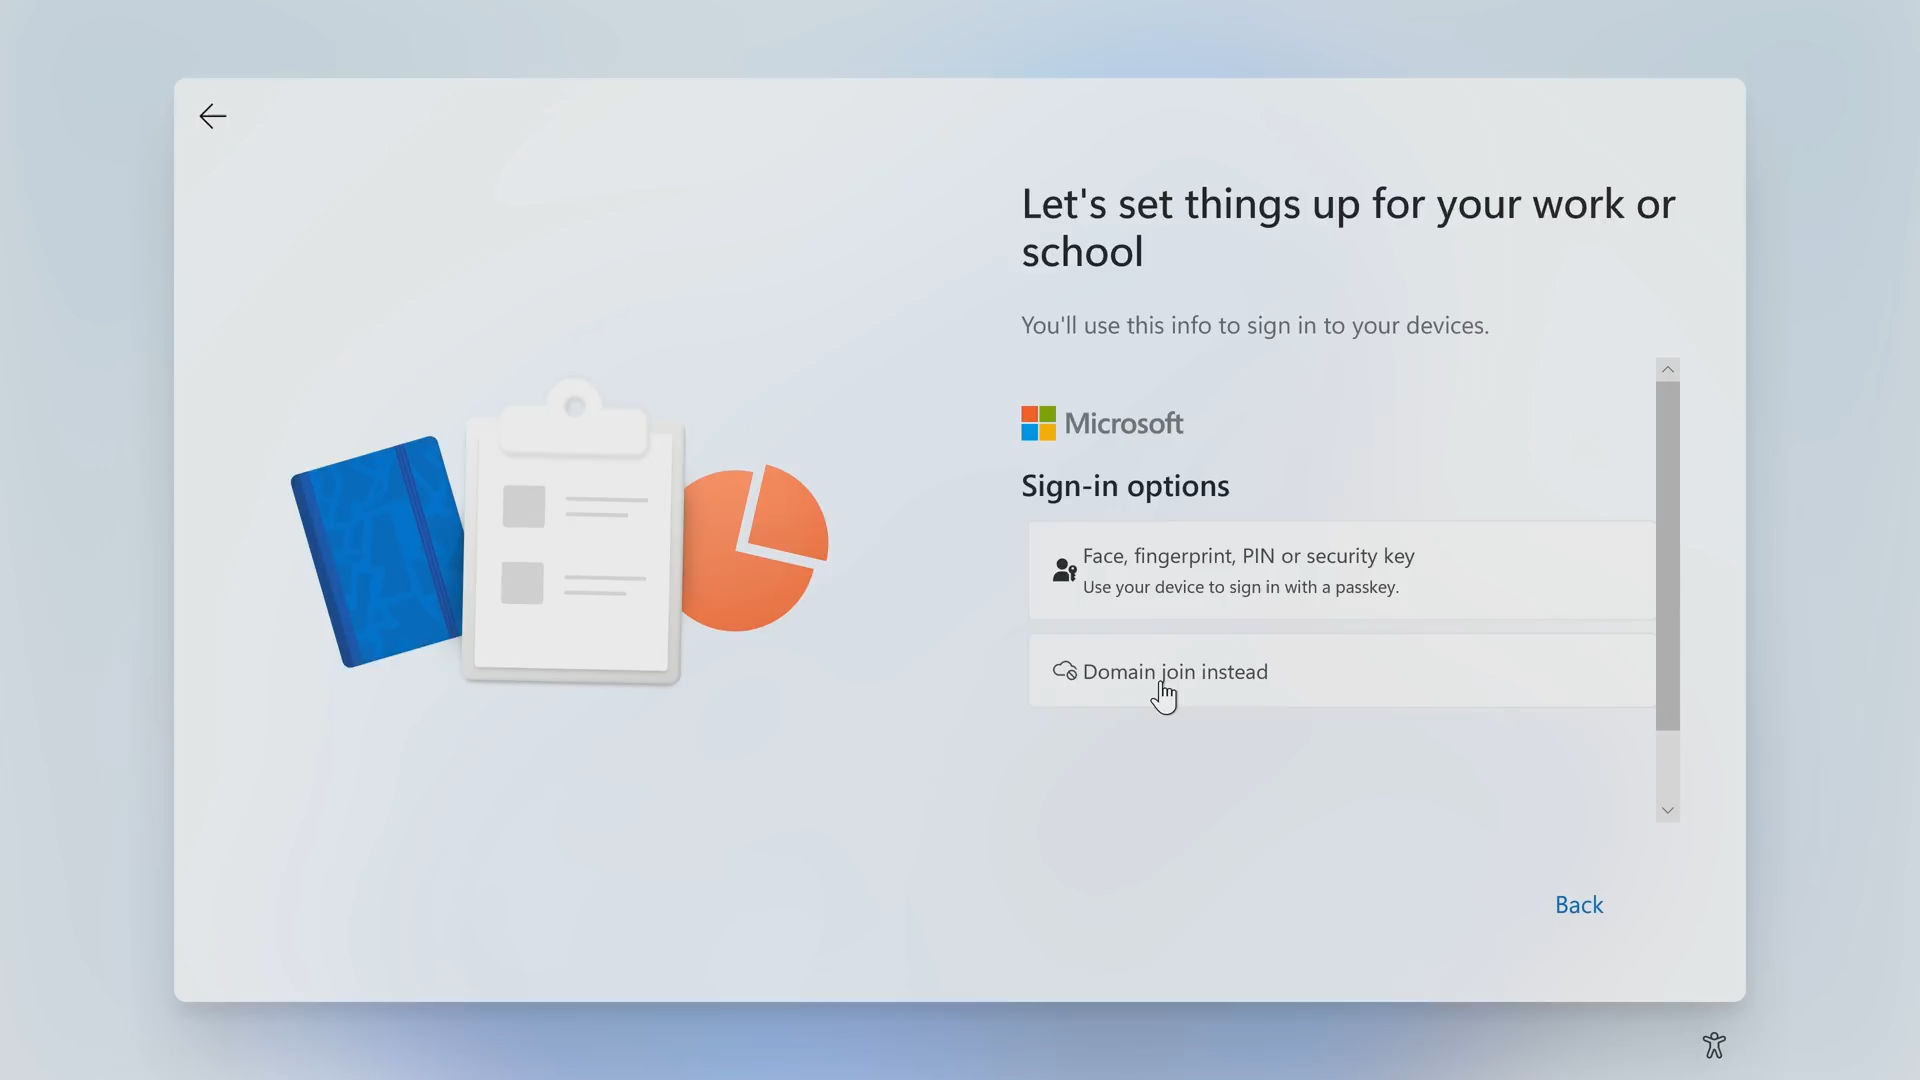 Let's set things up for your work or
school
You'll use this info to sign in to your devices.
Microsoft
Sign-in options
Face, fingerprint, PIN or security key
Use your device to sign in with a passkey.
Domain join instead
Back